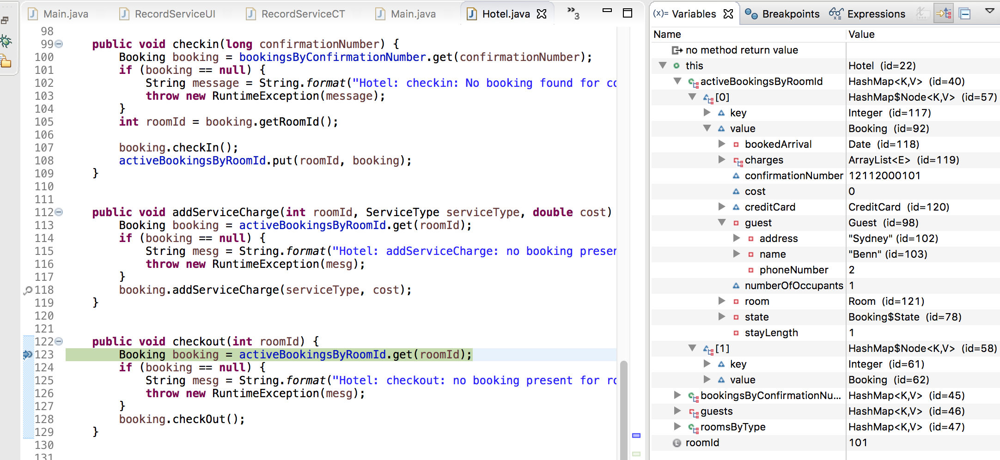 Main.java RecordServiceUI RecordServiceCT Main.java Hotel.java »3
98
99 public void checkin(long confirmationNumber) {
100 Booking booking = bookingsByConfirmationNumber.get(confirmationNumber);
101 if (booking == null) {
102 String message = String.format("Hotel: checkin: No booking found for co
103 throw new RuntimeException(message);
104 }
105 int roomId = booking.getRoomId();
106
107 booking.checkIn();
108 activeBookingsByRoomId.put(roomId, booking);
109 }
110
111
112 public void addServiceCharge(int roomId, ServiceType serviceType, double cost)
113 Booking booking = activeBookingsByRoomId.get(roomId);
114 if (booking == null) {
115 String mesg = String.format("Hotel: addServiceCharge: no booking preser
116 throw new RuntimeException(mesg);
117 }
118 booking.addServiceCharge(serviceType, cost);
119 }
120
121
122 public void checkout(int roomId) {
123 Booking booking = activeBookingsByRoomId.get(roomId);
124 if (booking == null) {
125 String mesg = String.format("Hotel: checkout: no booking present for ro
126 throw new RuntimeException(mesg);
127 }
128 booking.checkOut();
129 }
130
131
(x)= Variables Breakpoints Expressions
Name Value
no method return value
this Hotel (id=22)
activeBookingsByRoomId HashMap<K,V> (id=40)
[0] HashMap$Node<K,V> (id=57)
key Integer (id=117)
value Booking (id=92)
bookedArrival Date (id=118)
charges ArrayList<E> (id=119)
confirmationNumber 12112000101
cost 0
creditCard CreditCard (id=120)
guest Guest (id=98)
address "Sydney" (id=102)
name "Benn" (id=103)
phoneNumber 2
numberOfOccupants 1
room Room (id=121)
state Booking$State (id=78)
stayLength 1
[1] HashMap$Node<K,V> (id=58)
key Integer (id=61)
value Booking (id=62)
bookingsByConfirmationNu... HashMap<K,V> (id=45)
guests HashMap<K,V> (id=46)
roomsByType HashMap<K,V> (id=47)
roomId 101